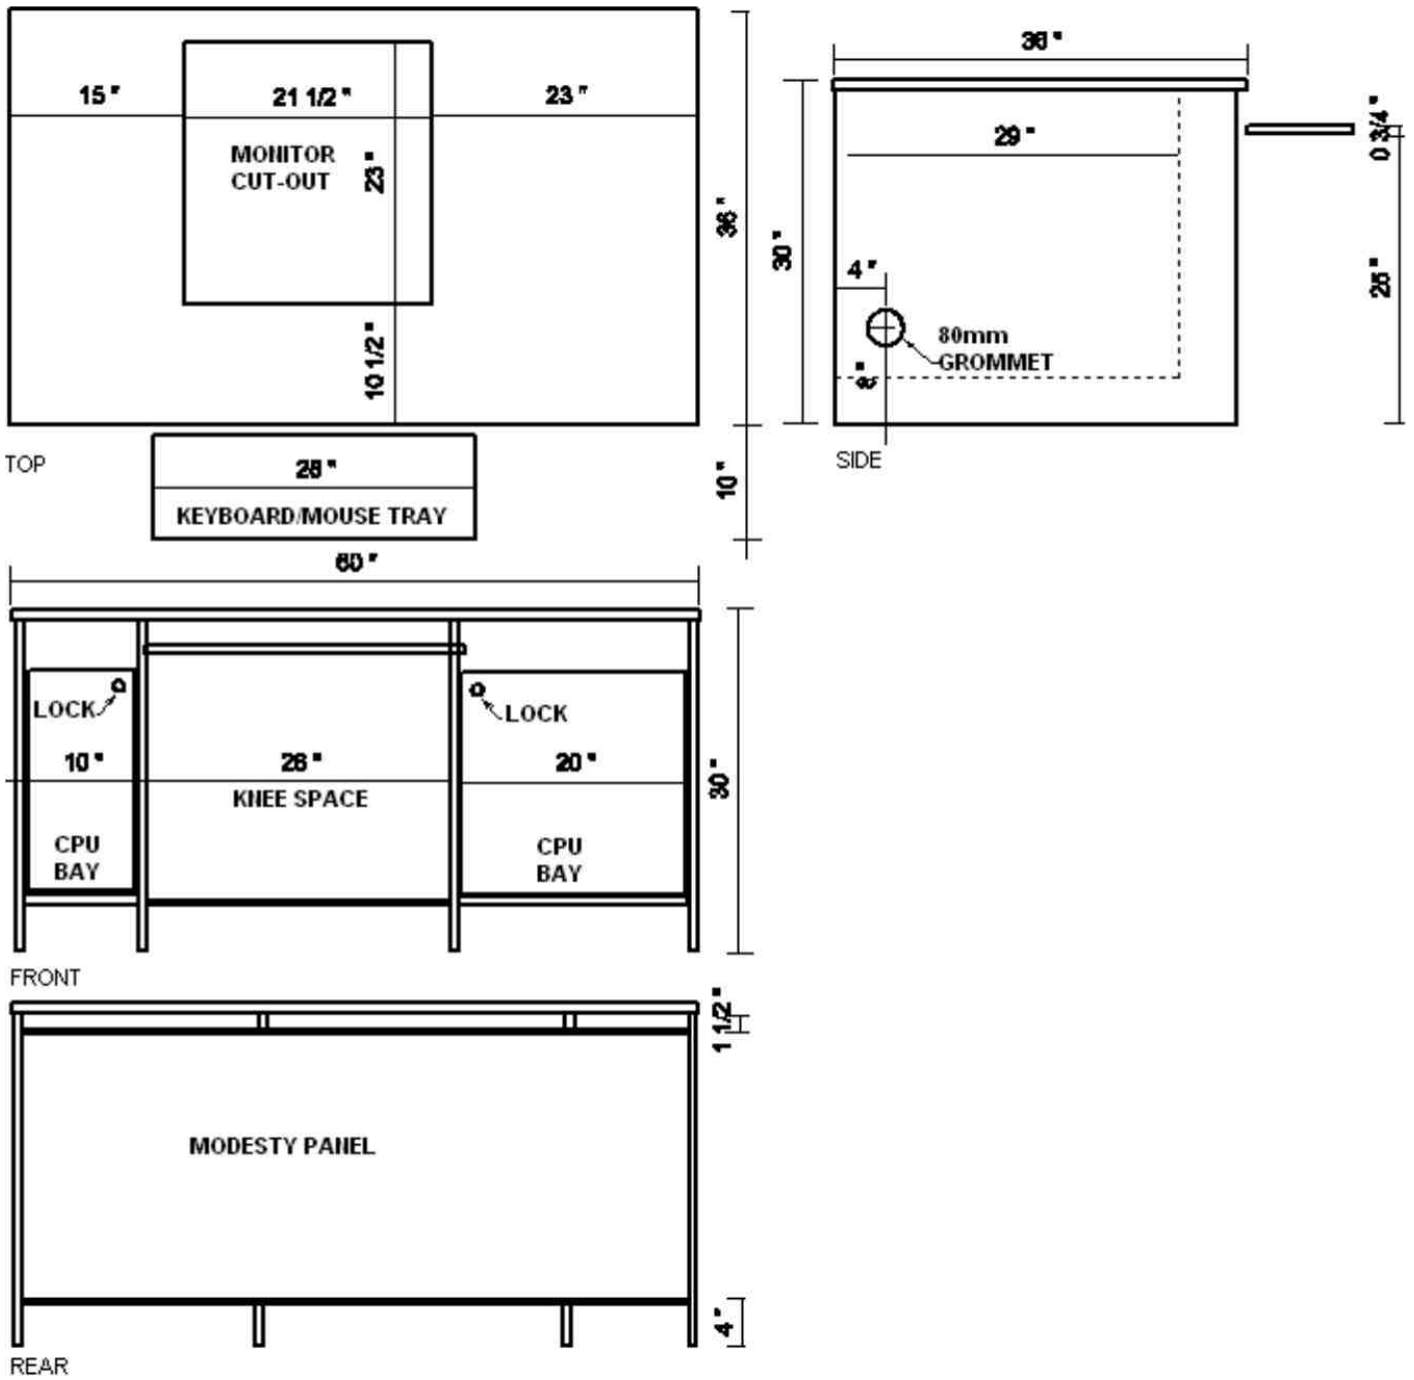 15 "
21 1/2 "
23 "
MONITOR
CUT-OUT
23 "
10 1/2 "
36 "
10 "
TOP
28 "
KEYBOARD/MOUSE TRAY
36 "
30 "
29 "
0 3/4 "
4 "
80mm
GROMMET
8 "
SIDE
60 "
LOCK
LOCK
10 "
26 "
20 "
30 "
KNEE SPACE
CPU
BAY
CPU
BAY
FRONT
1 1/2 "
MODESTY PANEL
4 "
REAR